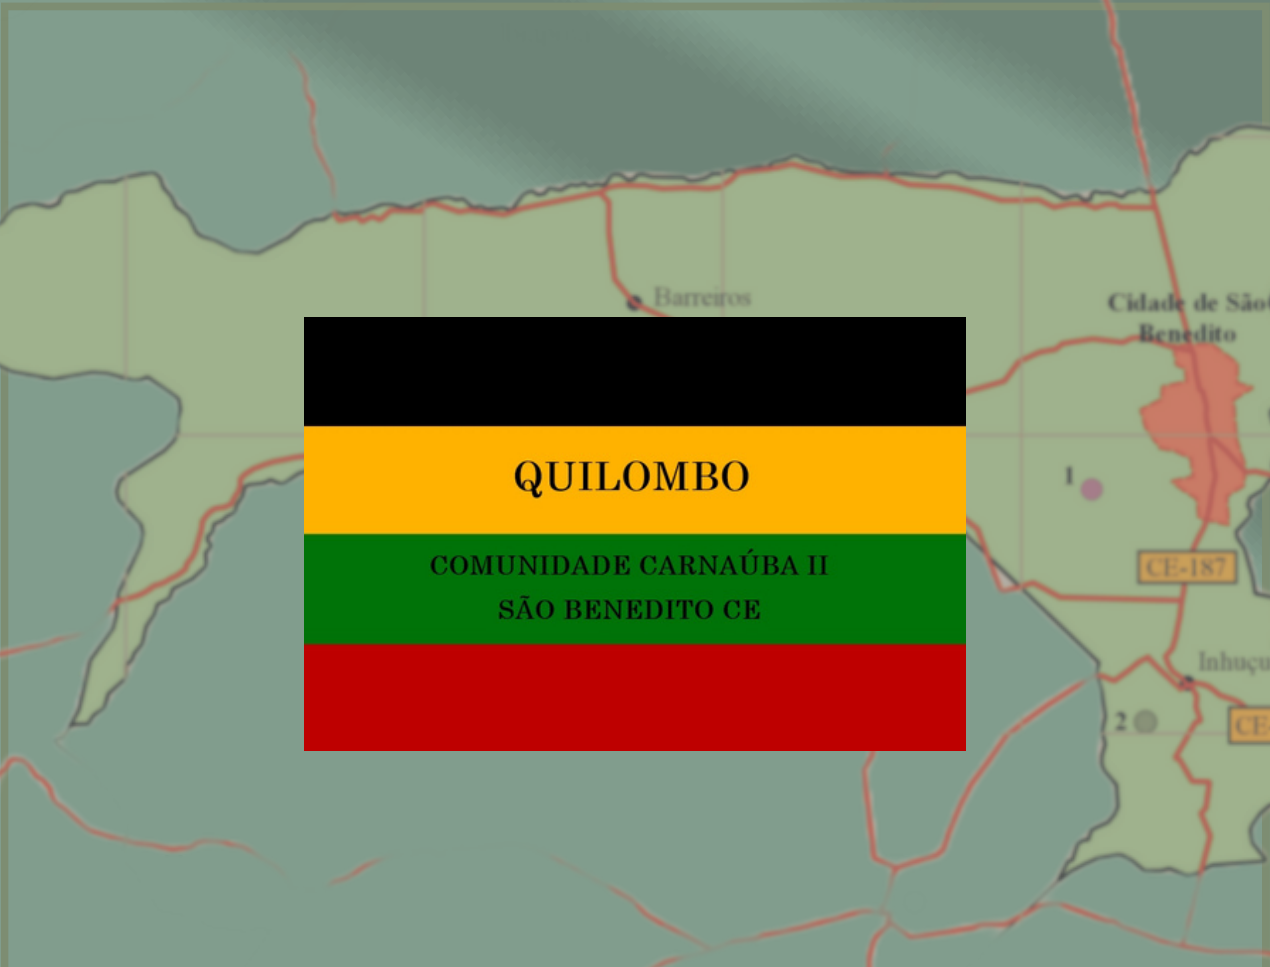 Barreiros
Cidade de São
Benedito
QUILOMBO
1
COMUNIDADE CARNAÚBA II
SÃO BENEDITO CE
CE-187
Inhuçu
2
CE-